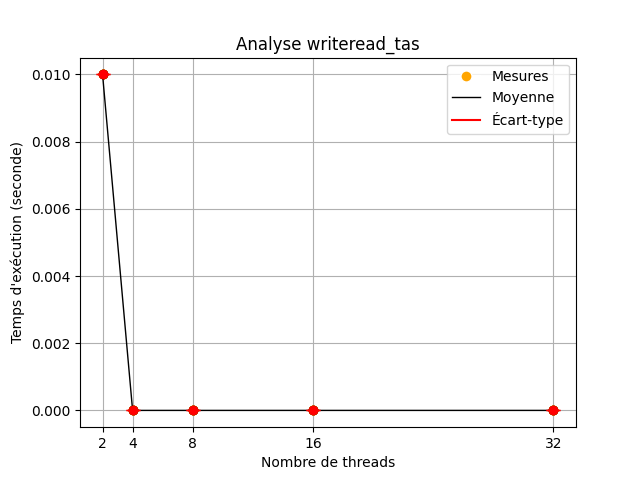 Analyse writeread_tas
Mesures
Moyenne
Écart-type
Temps d'exécution (seconde)
0.010
0.008
0.006
0.004
0.002
0.000
2 4 8 16 32
Nombre de threads